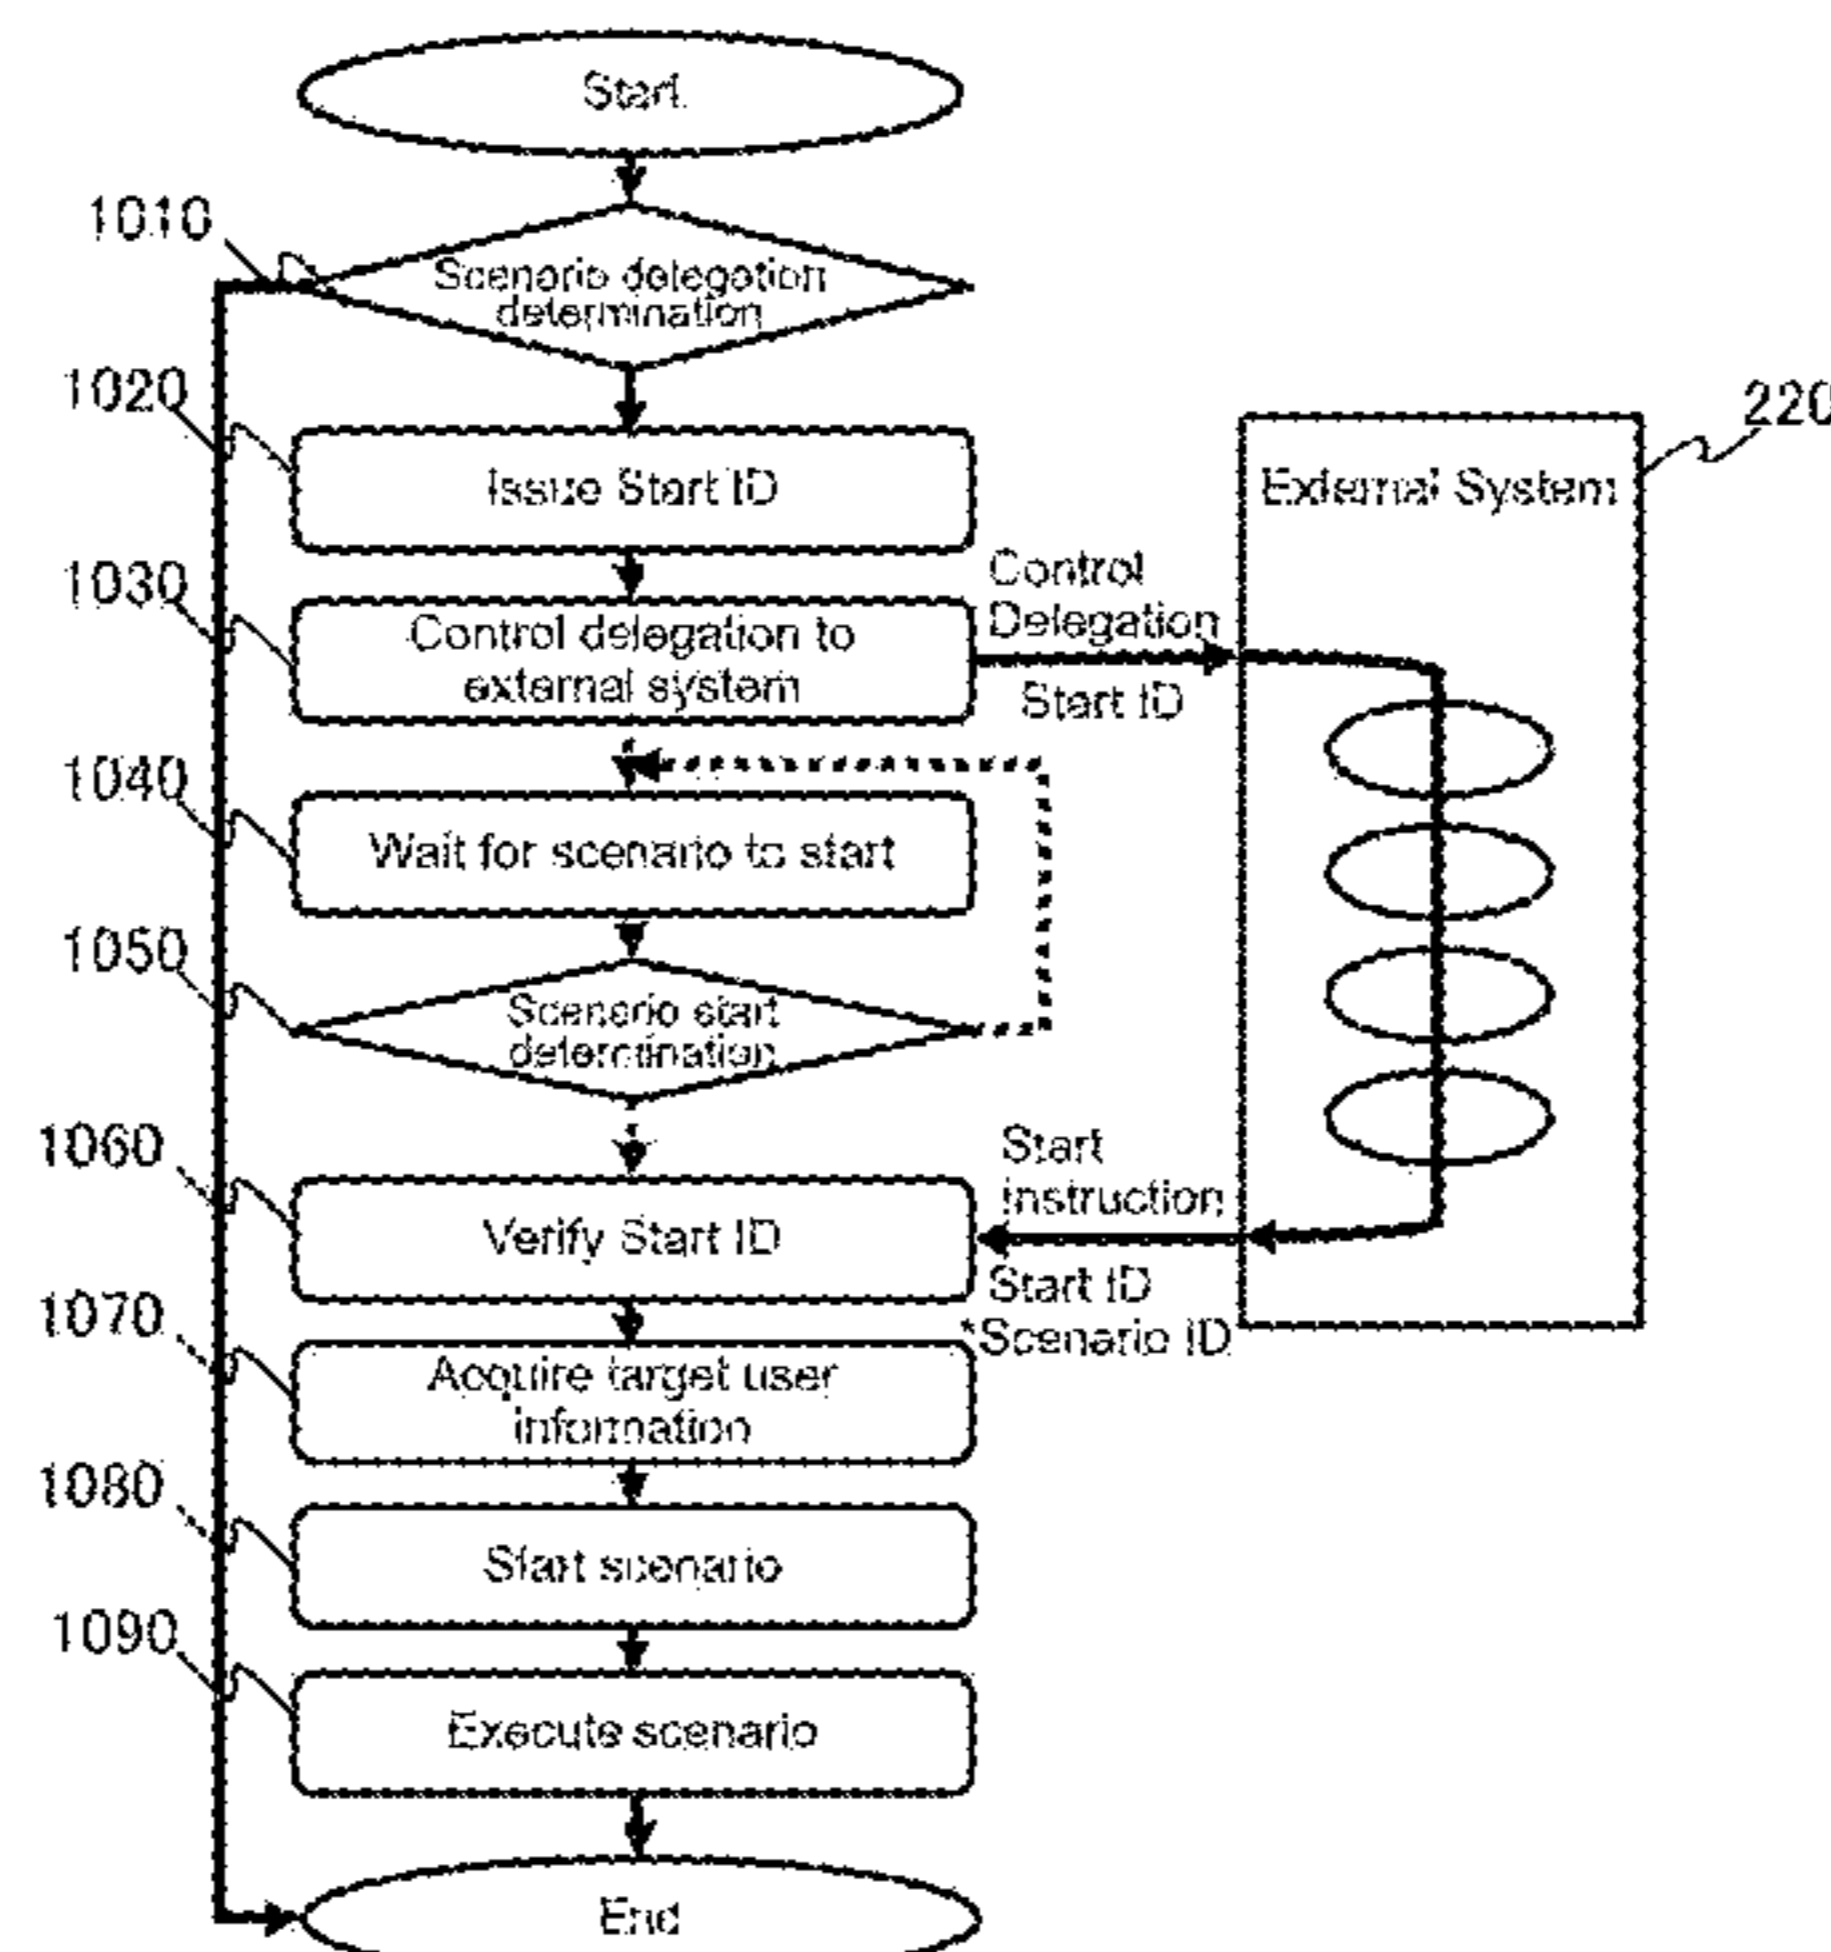 Start
1010
Scenario delegation
determination
1020
Issue Start ID
220
External System
1030
Control delegation to
external system
Control
Delegation
Start ID
1040
Wait for scenario to start
1050
Scenario start
determination
1060
Verify Start ID
Start
instruction
Start ID
*Scenario ID
1070
Acquire target user
information
1080
Start scenario
1090
Execute scenario
End